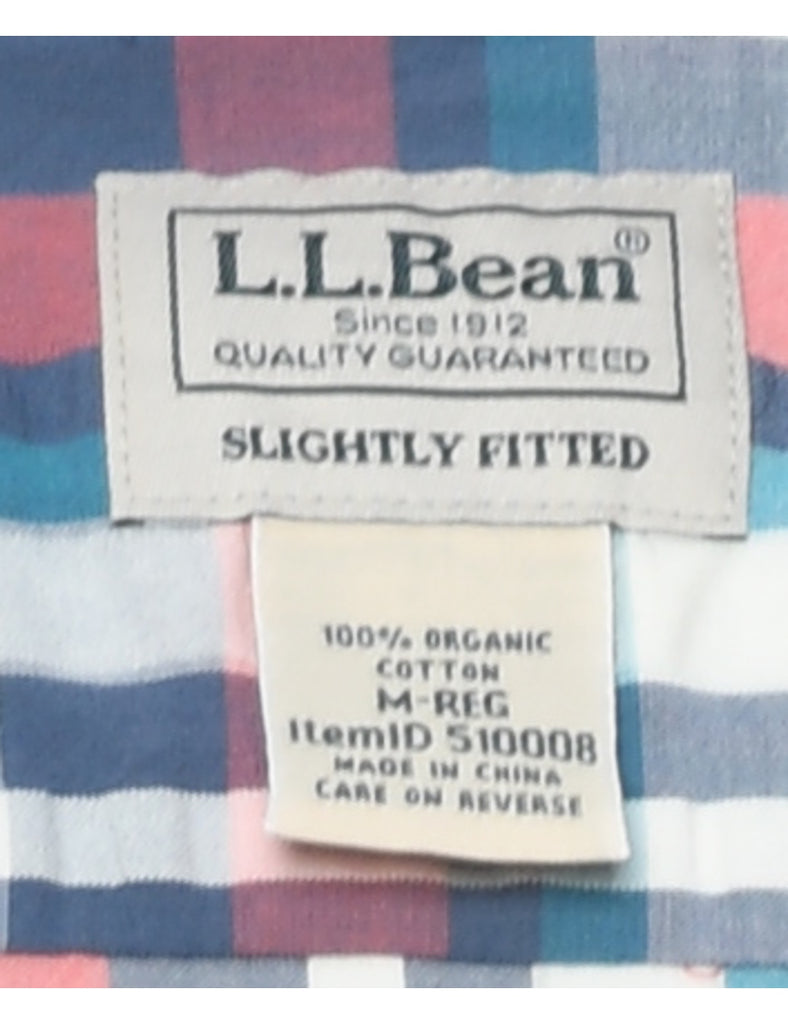 L.L.Bean®
Since 1912
QUALITY GUARANTEED
SLIGHTLY FITTED
100% ORGANIC
COTTON
M-REG
ItemID 510008
MADE IN CHINA
CARE ON REVERSE